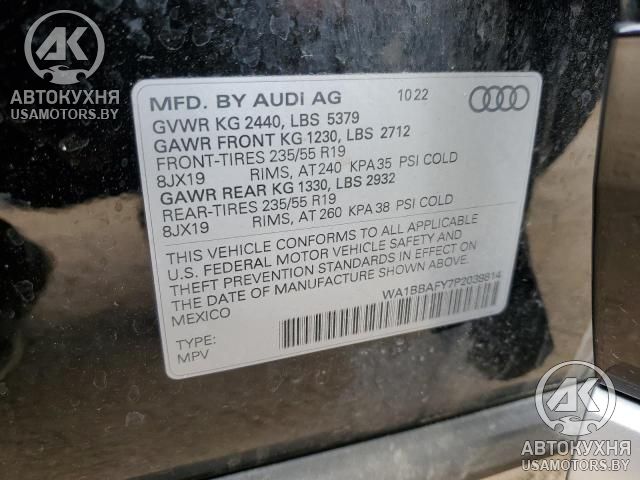 АВТОКУХНЯ
USAMOTORS.BY
MFD. BY AUDI AG 10 22
GVWR KG 2440, LBS 5379
GAWR FRONT KG 1230, LBS 2712
FRONT-TIRES 235/55 R19
8JX19 RIMS, AT 240 KPA 35 PSI COLD
GAWR REAR KG 1330, LBS 2932
REAR-TIRES 235/55 R19
8JX19 RIMS, AT 260 KPA 38 PSI COLD
THIS VEHICLE CONFORMS TO ALL APPLICABLE
U.S. FEDERAL MOTOR VEHICLE SAFETY AND
THEFT PREVENTION STANDARDS IN EFFECT ON
THE DATE OF MANUFACTURE SHOWN ABOVE.
MEXICO
WA1BBAFY7P2039814
TYPE:
MPV
АВТОКУХНЯ
USAMOTORS.BY